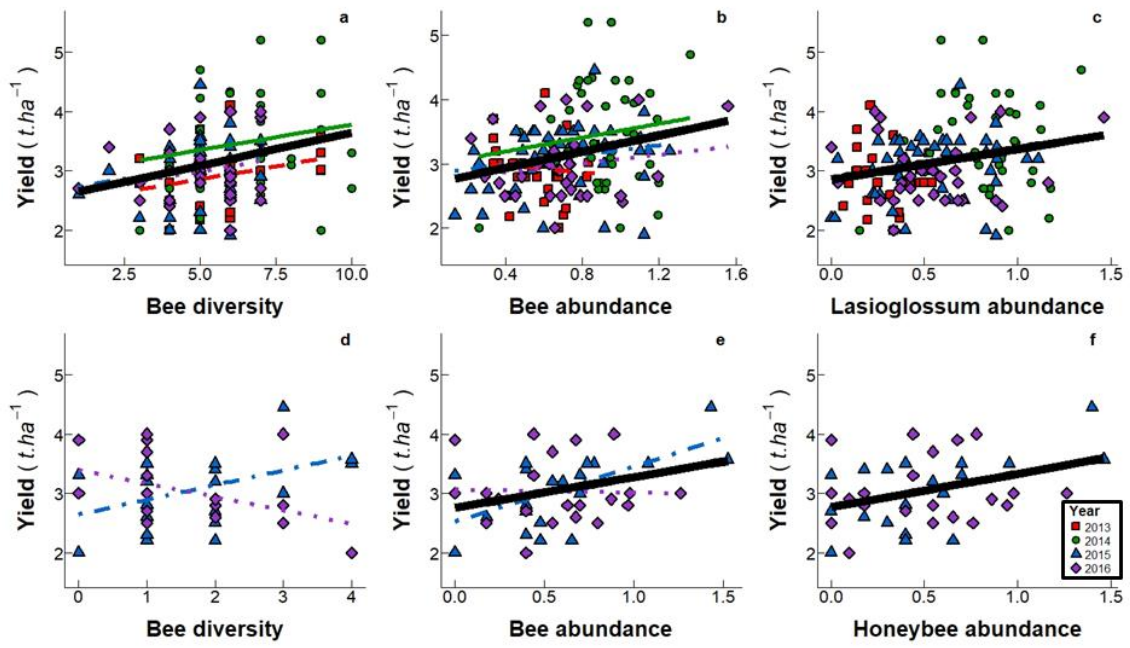 a
5
4
3
2
Yield ( t.ha⁻¹ )
2.5 5.0 7.5 10.0
Bee diversity
b
5
4
3
2
Yield ( t.ha⁻¹ )
0.4 0.8 1.2 1.6
Bee abundance
c
5
4
3
2
Yield ( t.ha⁻¹ )
0.0 0.5 1.0 1.5
Lasioglossum abundance
d
5
4
3
2
Yield ( t.ha⁻¹ )
0 1 2 3 4
Bee diversity
e
5
4
3
2
Yield ( t.ha⁻¹ )
0.0 0.5 1.0 1.5
Bee abundance
f
5
4
3
2
Yield ( t.ha⁻¹ )
0.0 0.5 1.0 1.5
Honeybee abundance
Year
2013
2014
2015
2016